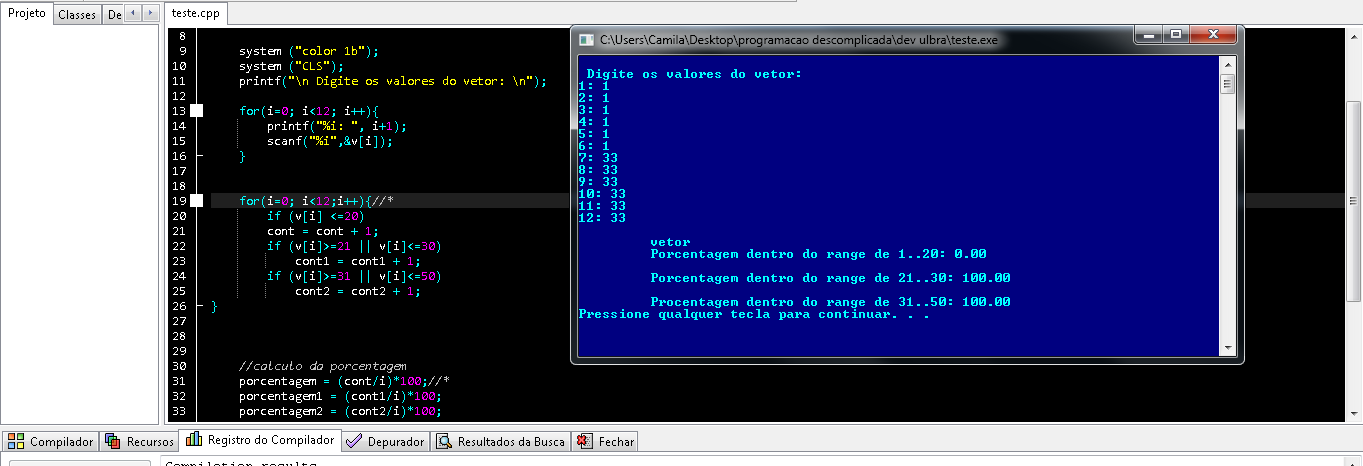 Projeto Classes De
teste.cpp
8
9 system ("color 1b");
10 system ("CLS");
11 printf("\n Digite os valores do vetor: \n");
12
13 for(i=0; i<12; i++){
14 printf("%i: ", i+1);
15 scanf("%i",&v[i]);
16 }
17
18
19 for(i=0; i<12;i++){//*
20 if (v[i] <=20)
21 cont = cont + 1;
22 if (v[i]>=21 || v[i]<=30)
23 cont1 = cont1 + 1;
24 if (v[i]>=31 || v[i]<=50)
25 cont2 = cont2 + 1;
26 }
27
28
29
30 //calculo da porcentagem
31 porcentagem = (cont/i)*100;//*
32 porcentagem1 = (cont1/i)*100;
33 porcentagem2 = (cont2/i)*100;
C:\Users\Camila\Desktop\programacao descomplicada\dev ulbra\teste.exe
Digite os valores do vetor:
1: 1
2: 1
3: 1
4: 1
5: 1
6: 1
7: 33
8: 33
9: 33
10: 33
11: 33
12: 33
vetor
Porcentagem dentro do range de 1..20: 0.00
Porcentagem dentro do range de 21..30: 100.00
Procentagem dentro do range de 31..50: 100.00
Pressione qualquer tecla para continuar. . .
Compilador Recursos Registro do Compilador Depurador Resultados da Busca Fechar